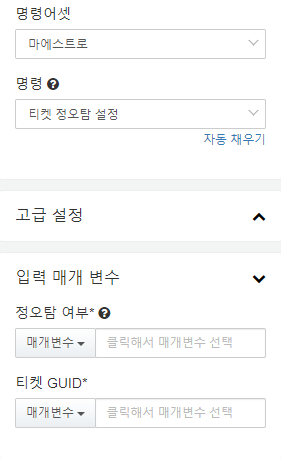 명령어셋
마에스트로
명령
티켓 정오탐 설정
자동 채우기
고급 설정
입력 매개 변수
정오탐 여부*
매개변수 클릭해서 매개변수 선택
티켓 GUID*
매개변수 클릭해서 매개변수 선택